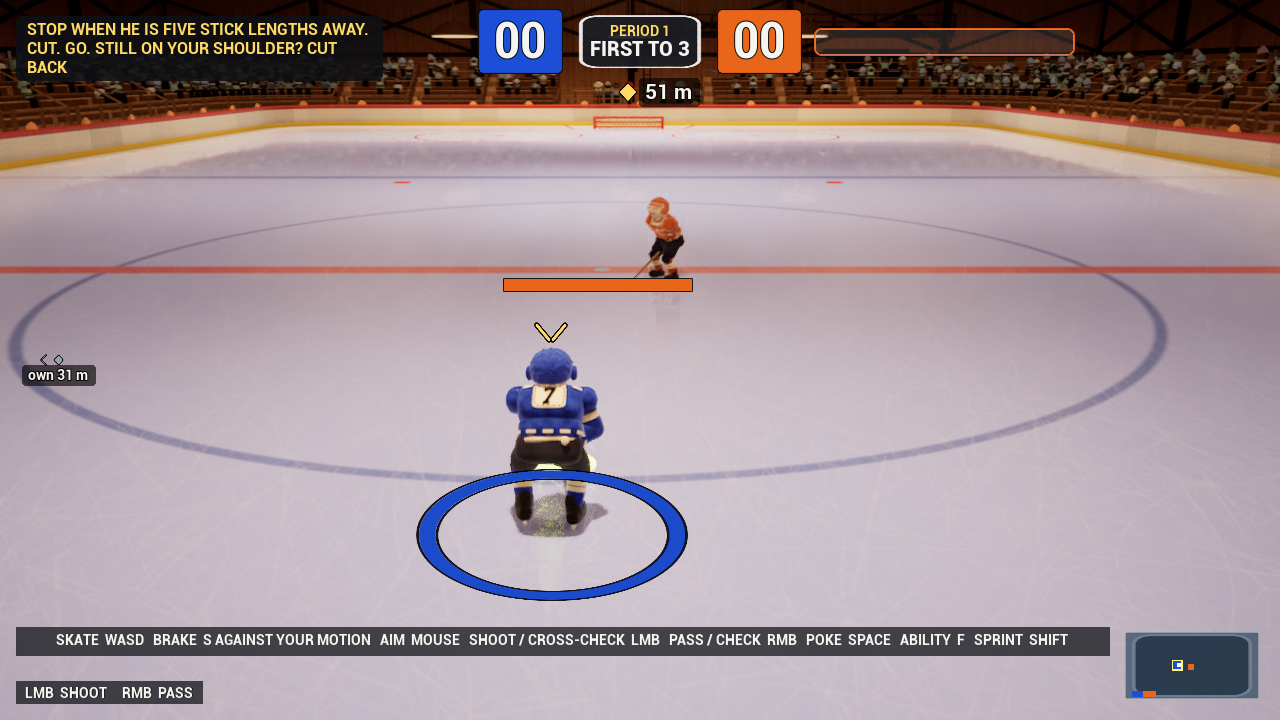 STOP WHEN HE IS FIVE STICK LENGTHS AWAY.
CUT. GO. STILL ON YOUR SHOULDER? CUT
BACK
00
PERIOD 1
FIRST TO 3
00
51 m
own 31 m
7
SKATE WASD BRAKE S AGAINST YOUR MOTION AIM MOUSE SHOOT / CROSS-CHECK LMB PASS / CHECK RMB POKE SPACE ABILITY F SPRINT SHIFT
LMB SHOOT RMB PASS